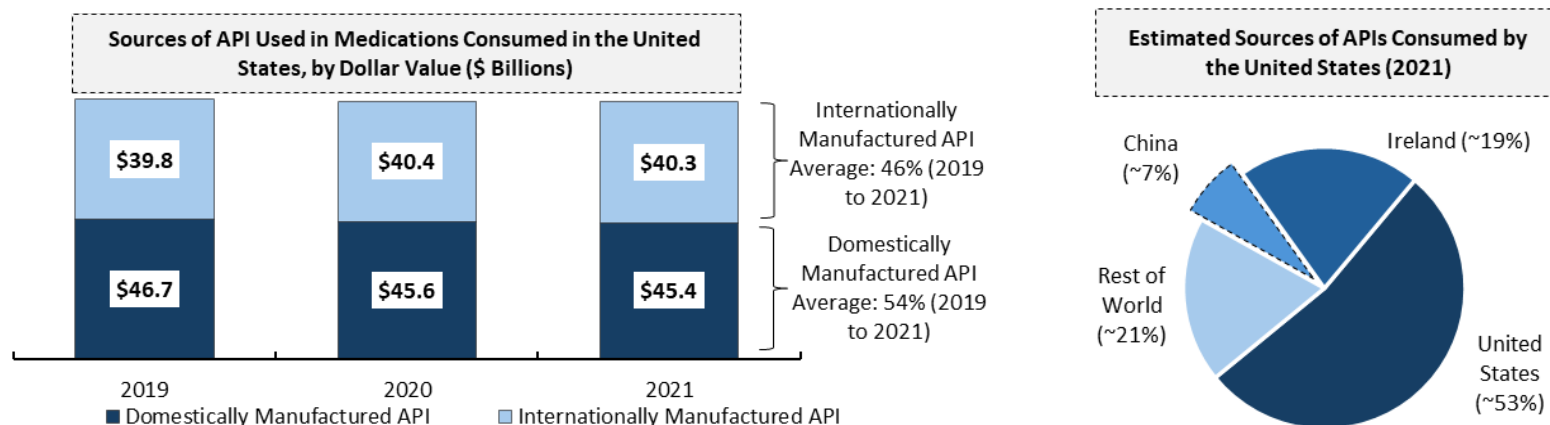 Sources of API Used in Medications Consumed in the United
States, by Dollar Value ($ Billions)
$39.8
$40.4
$40.3
$46.7
$45.6
$45.4
Internationally
Manufactured API
Average: 46% (2019
to 2021)
Domestically
Manufactured API
Average: 54% (2019
to 2021)
2019
2020
2021
Domestically Manufactured API
Internationally Manufactured API
Estimated Sources of APIs Consumed by
the United States (2021)
China
(~7%)
Ireland (~19%)
Rest of
World
(~21%)
United
States
(~53%)